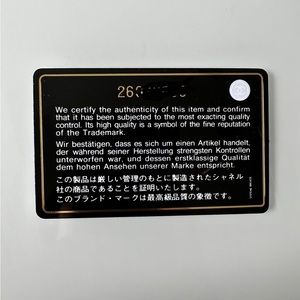 We certify the authenticity of this item and confirm
that it has been subjected to the most exacting quality
control. Its high quality is a symbol of the fine reputation
of the Trademark.
Wir bestätigen, dass es sich um einen Artikel handelt,
der während seiner Herstellung strengsten Kontrollen
unterworfen war, und dessen erstklassige Qualität
dem hohen Ansehen unserer Marke entspricht.
この製品は厳しい管理のもとに製造されたシャネル
社の商品であることを証明いたします。
このブランド・マークは最高級品質の象徴です。